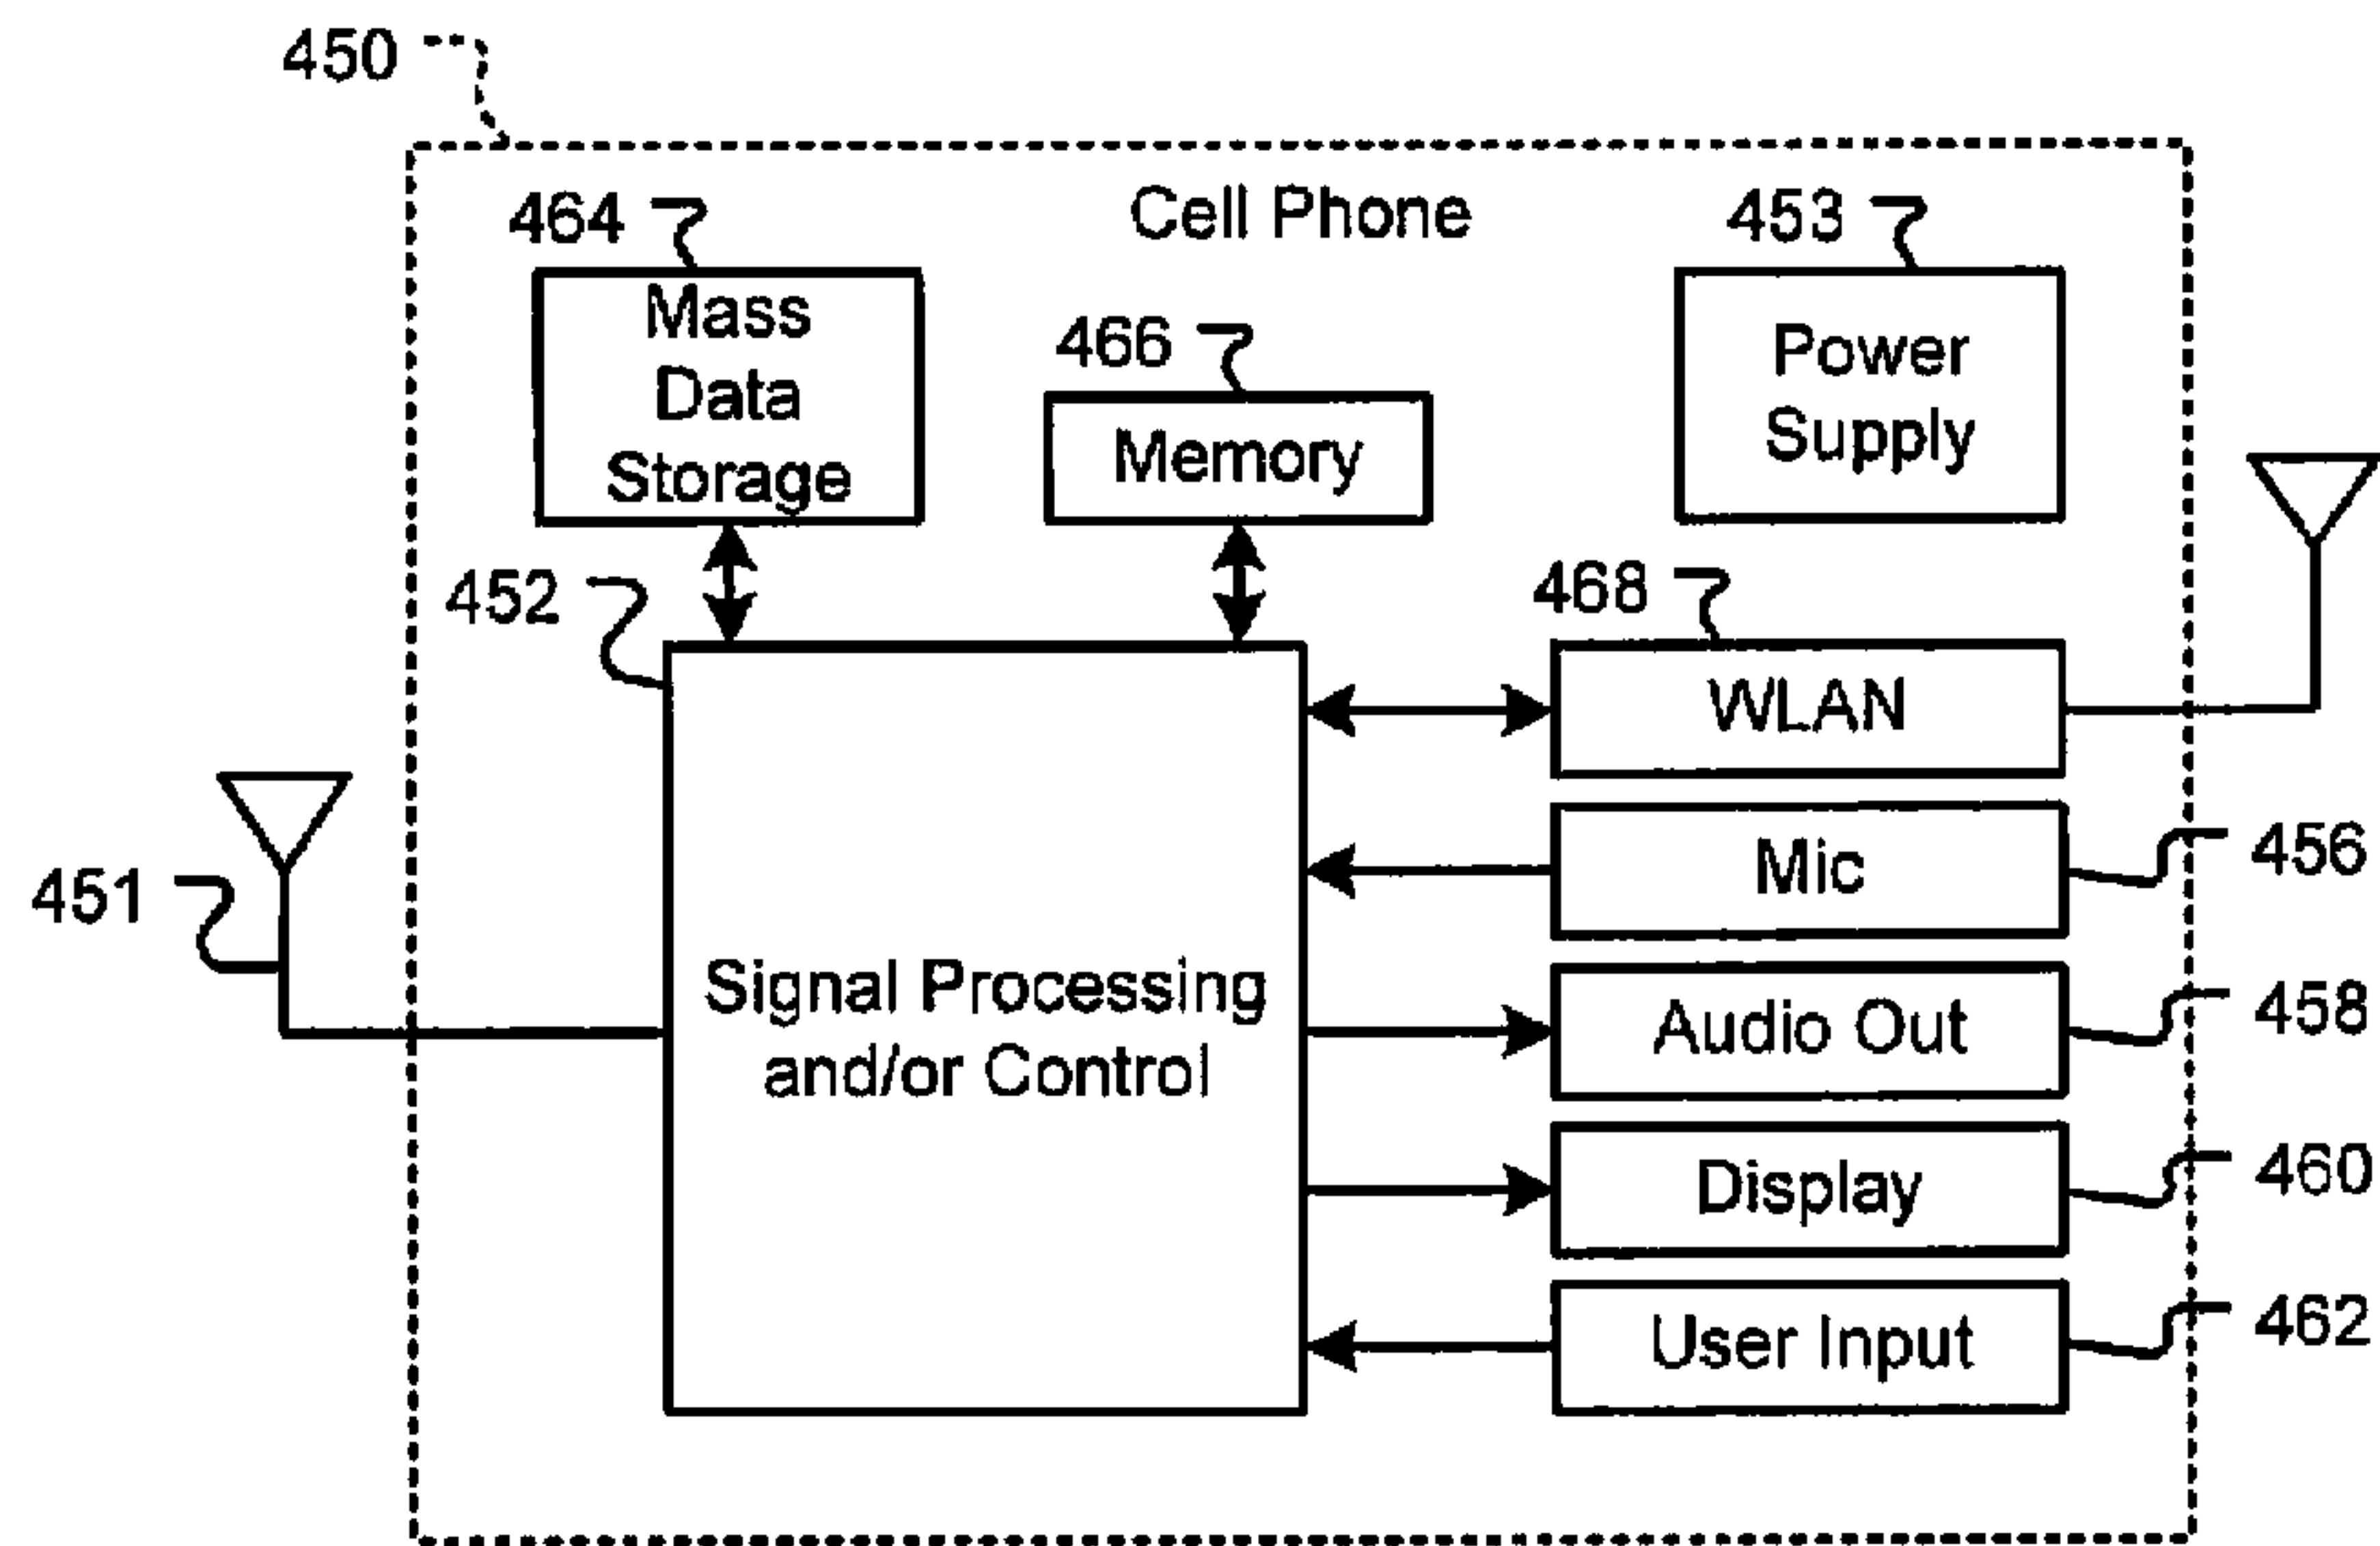 450
Cell Phone
464
453
Mass
Data
Storage
466
Memory
Power
Supply
452
468
WLAN
451
Mic
456
Signal Processing
and/or Control
Audio Out
458
Display
460
User Input
462